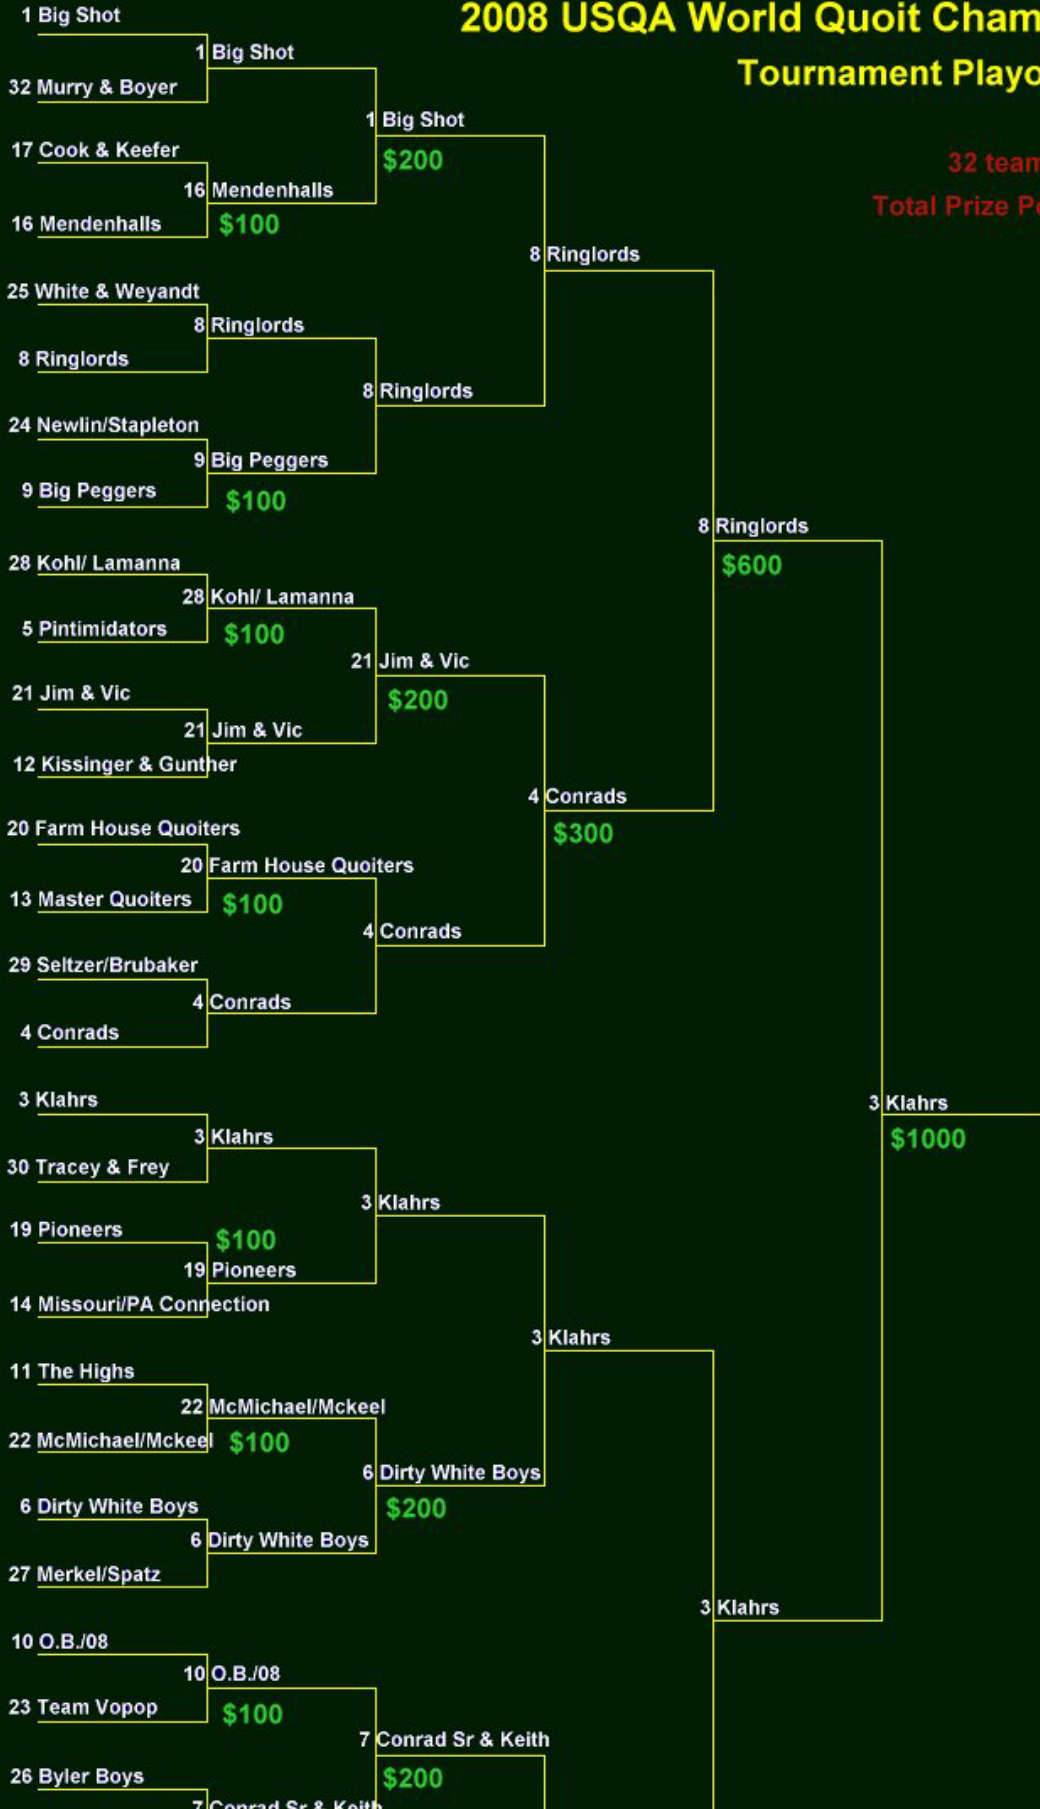 2008 USQA World Quoit Cham
Tournament Playo
32 team
Total Prize P
1 Big Shot
1 Big Shot
32 Murry & Boyer
1 Big Shot
$200
17 Cook & Keefer
16 Mendenhalls
16 Mendenhalls
$100
8 Ringlords
25 White & Weyandt
8 Ringlords
8 Ringlords
8 Ringlords
24 Newlin/Stapleton
9 Big Peggers
9 Big Peggers
$100
8 Ringlords
$600
28 Kohl/ Lamanna
28 Kohl/ Lamanna
5 Pintimidators
$100
21 Jim & Vic
$200
21 Jim & Vic
21 Jim & Vic
12 Kissinger & Gunther
4 Conrads
$300
20 Farm House Quoiters
20 Farm House Quoiters
13 Master Quoiters
$100
4 Conrads
29 Seltzer/Brubaker
4 Conrads
4 Conrads
3 Klahrs
3 Klahrs
$1000
3 Klahrs
30 Tracey & Frey
3 Klahrs
19 Pioneers
$100
19 Pioneers
14 Missouri/PA Connection
3 Klahrs
11 The Highs
22 McMichael/Mckeel
22 McMichael/Mckeel
$100
6 Dirty White Boys
$200
6 Dirty White Boys
6 Dirty White Boys
27 Merkel/Spatz
3 Klahrs
10 O.B./08
10 O.B./08
23 Team Vopop
$100
7 Conrad Sr & Keith
$200
26 Byler Boys
7 Conrad Sr & Keith